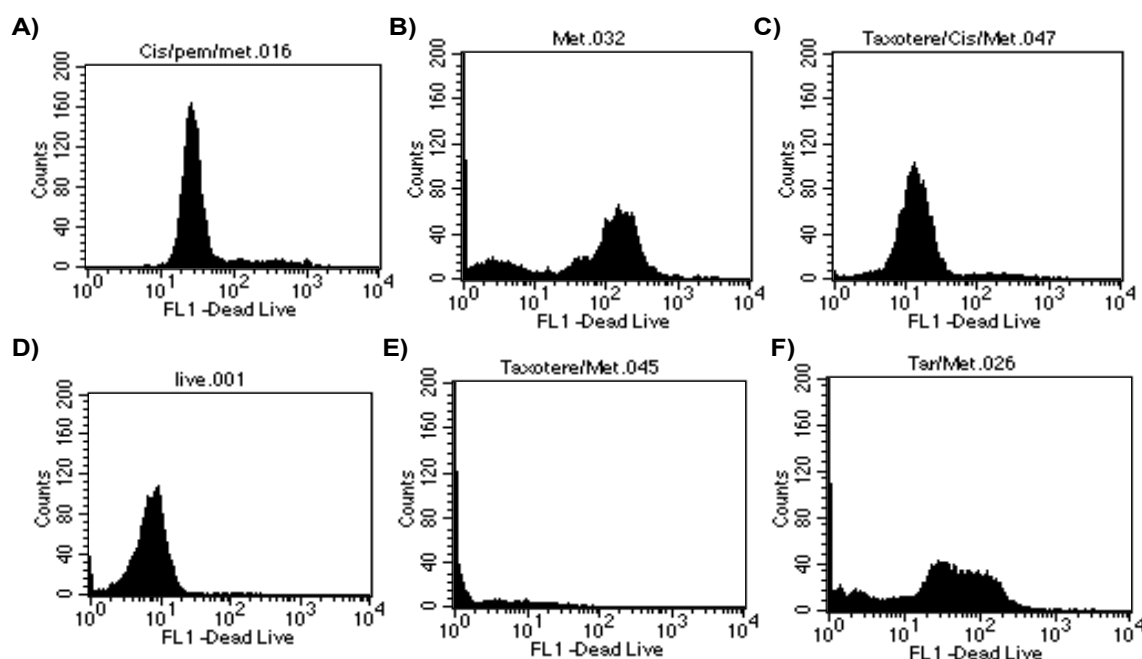 A)
Cis/pem/met.016
200
160
120
80
40
0
Counts
10^0 10^1 10^2 10^3 10^4
FL1 -Dead Live
B)
Met.032
200
160
120
80
40
0
Counts
10^0 10^1 10^2 10^3 10^4
FL1 -Dead Live
C)
Taxotere/Cis/Met.047
200
160
120
80
40
0
Counts
10^0 10^1 10^2 10^3 10^4
FL1 -Dead Live
D)
live.001
200
160
120
80
40
0
Counts
10^0 10^1 10^2 10^3 10^4
FL1 -Dead Live
E)
Taxotere/Met.045
200
160
120
80
40
0
Counts
10^0 10^1 10^2 10^3 10^4
FL1 -Dead Live
F)
Tar/Met.026
200
160
120
80
40
0
Counts
10^0 10^1 10^2 10^3 10^4
FL1 -Dead Live